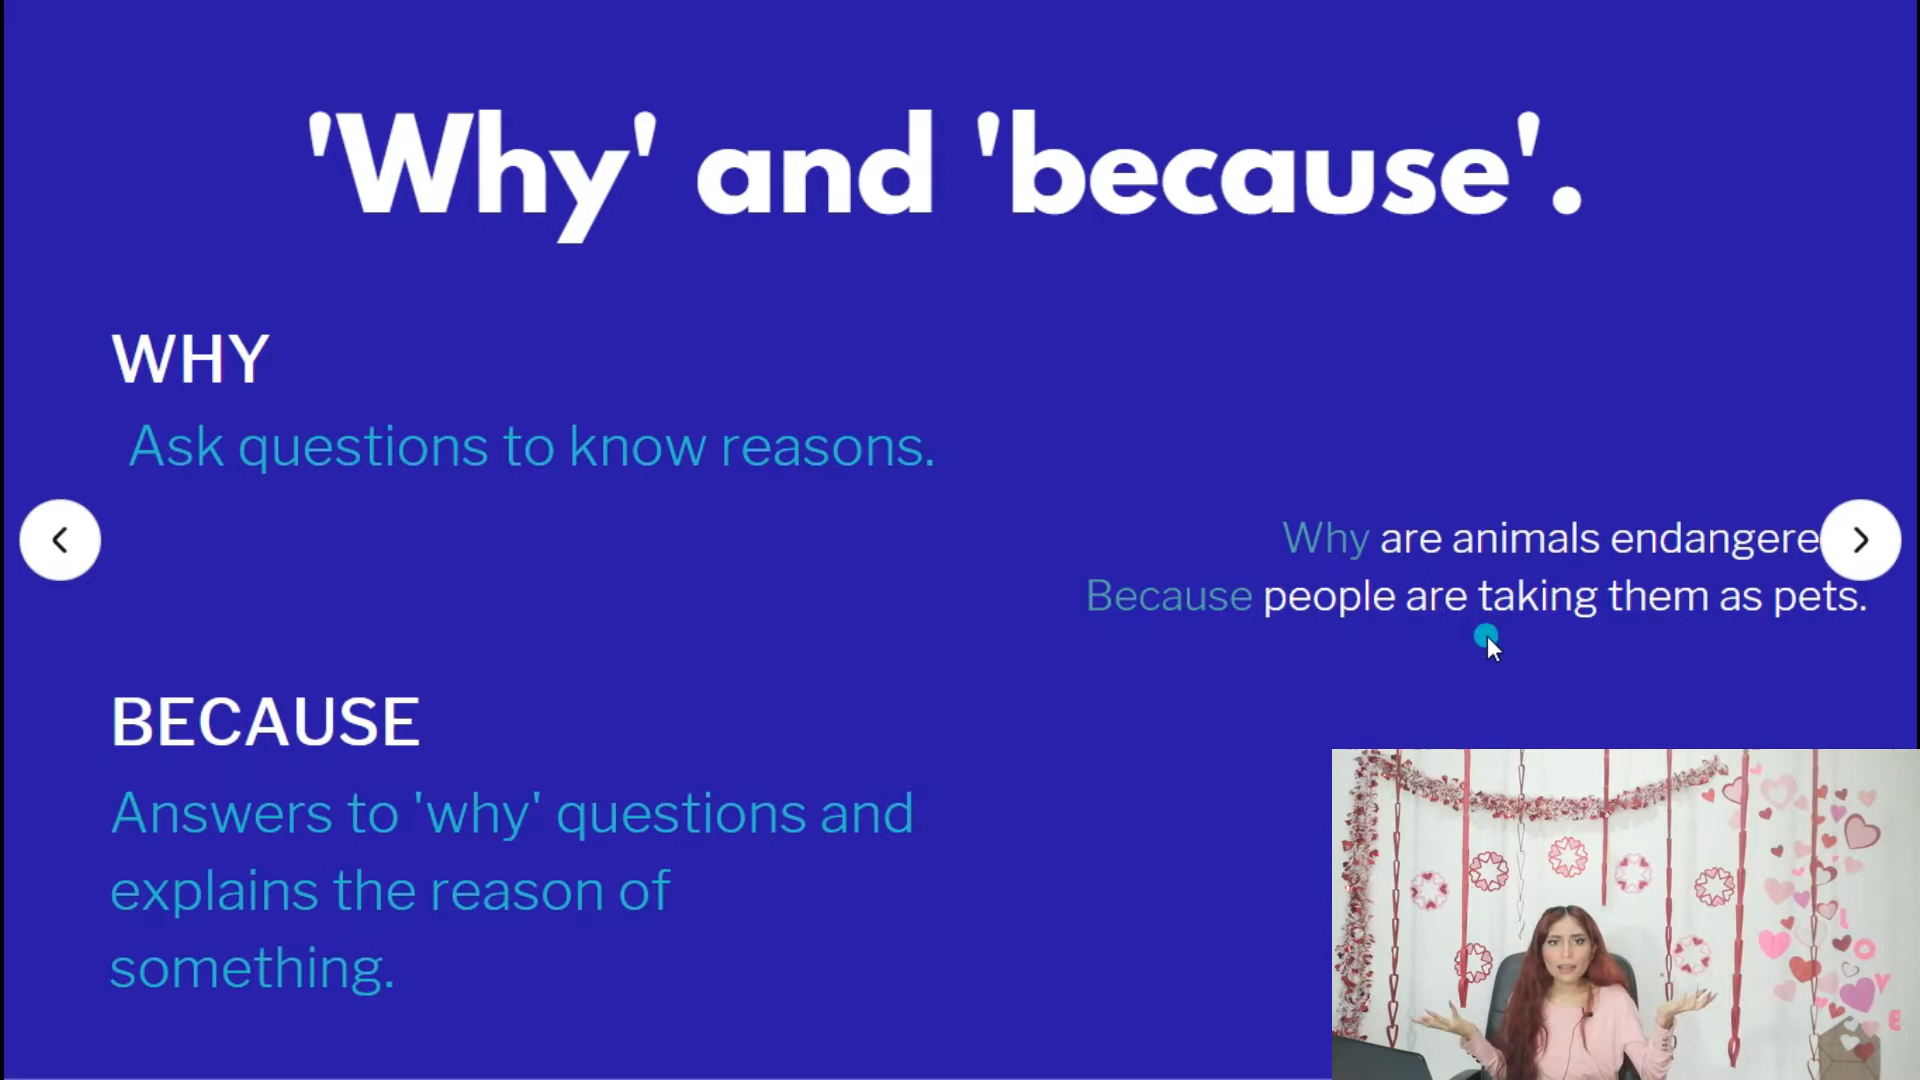 'Why' and 'because'.
WHY
Ask questions to know reasons.
Why are animals endangere
Because people are taking them as pets.
BECAUSE
Answers to 'why' questions and
explains the reason of
something.
L
O
V
E